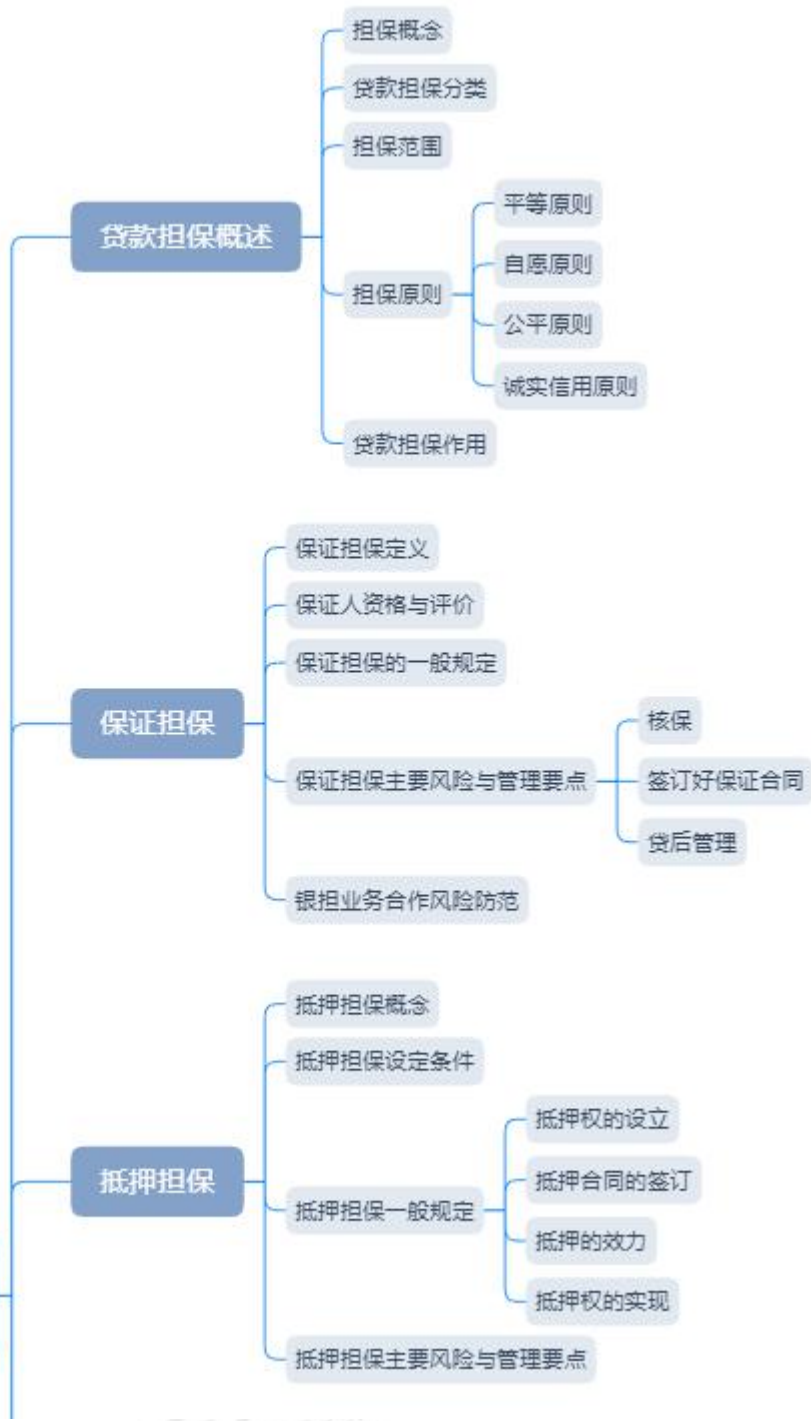 贷款担保概述
担保概念
贷款担保分类
担保范围
担保原则
平等原则
自愿原则
公平原则
诚实信用原则
贷款担保作用
保证担保
保证担保定义
保证人资格与评价
保证担保的一般规定
保证担保主要风险与管理要点
核保
签订好保证合同
贷后管理
银担业务合作风险防范
抵押担保
抵押担保概念
抵押担保设定条件
抵押担保一般规定
抵押权的设立
抵押合同的签订
抵押的效力
抵押权的实现
抵押担保主要风险与管理要点